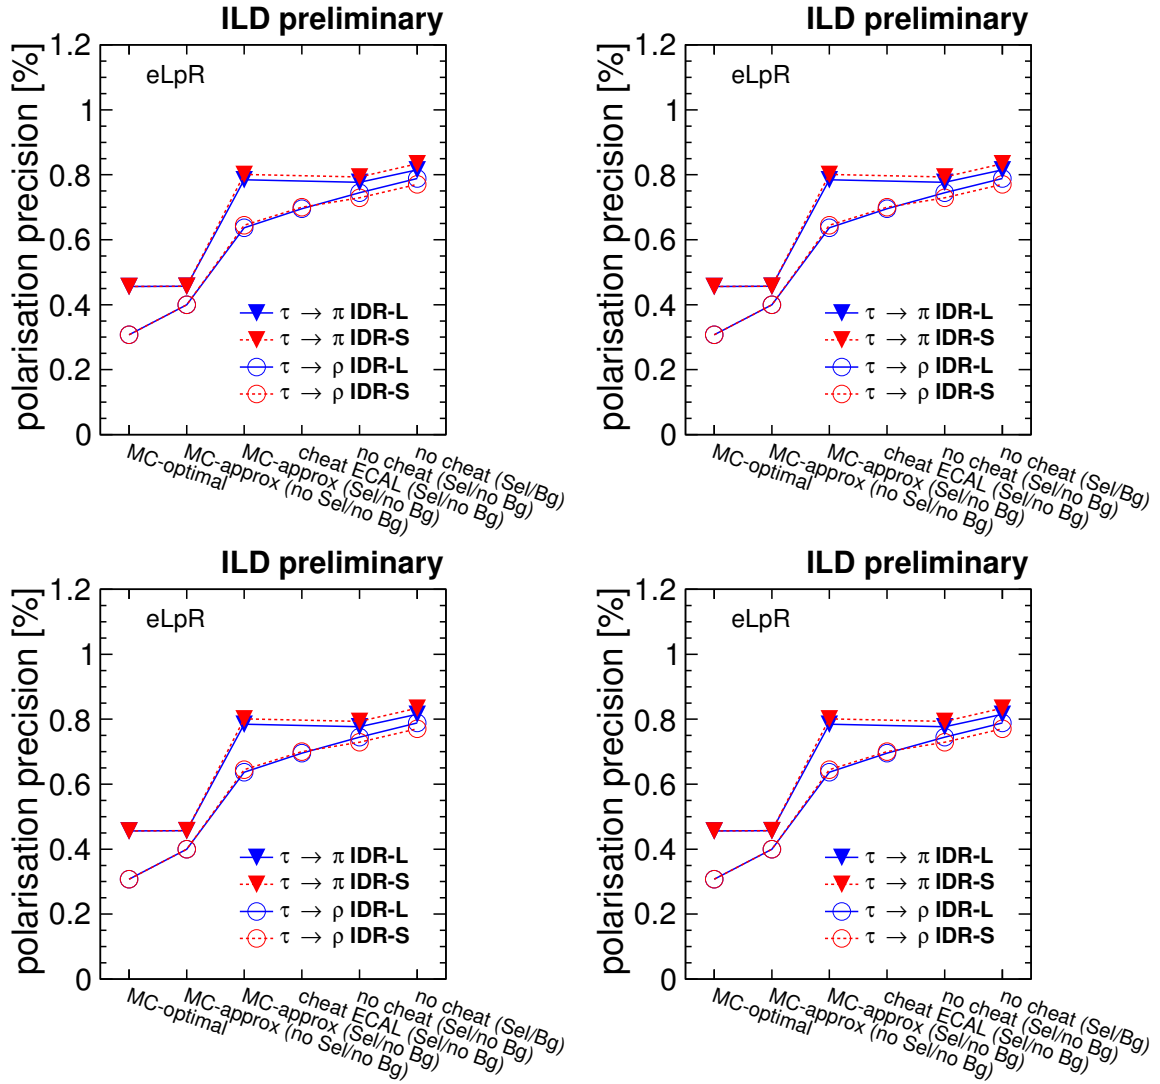 ILD preliminary
polarisation precision [%]
1.2
1
0.8
0.6
0.4
0.2
0
eLpR
τ → π IDR-L
τ → π IDR-S
τ → ρ IDR-L
τ → ρ IDR-S
MC-optimal
MC-approx (no Sel/no Bg)
MC-approx (Sel/no Bg)
cheat ECAL (Sel/no Bg)
no cheat (Sel/no Bg)
no cheat (Sel/Bg)
ILD preliminary
polarisation precision [%]
1.2
1
0.8
0.6
0.4
0.2
0
eLpR
τ → π IDR-L
τ → π IDR-S
τ → ρ IDR-L
τ → ρ IDR-S
MC-optimal
MC-approx (no Sel/no Bg)
MC-approx (Sel/no Bg)
cheat ECAL (Sel/no Bg)
no cheat (Sel/no Bg)
no cheat (Sel/Bg)
ILD preliminary
polarisation precision [%]
1.2
1
0.8
0.6
0.4
0.2
0
eLpR
τ → π IDR-L
τ → π IDR-S
τ → ρ IDR-L
τ → ρ IDR-S
MC-optimal
MC-approx (no Sel/no Bg)
MC-approx (Sel/no Bg)
cheat ECAL (Sel/no Bg)
no cheat (Sel/no Bg)
no cheat (Sel/Bg)
ILD preliminary
polarisation precision [%]
1.2
1
0.8
0.6
0.4
0.2
0
eLpR
τ → π IDR-L
τ → π IDR-S
τ → ρ IDR-L
τ → ρ IDR-S
MC-optimal
MC-approx (no Sel/no Bg)
MC-approx (Sel/no Bg)
cheat ECAL (Sel/no Bg)
no cheat (Sel/no Bg)
no cheat (Sel/Bg)